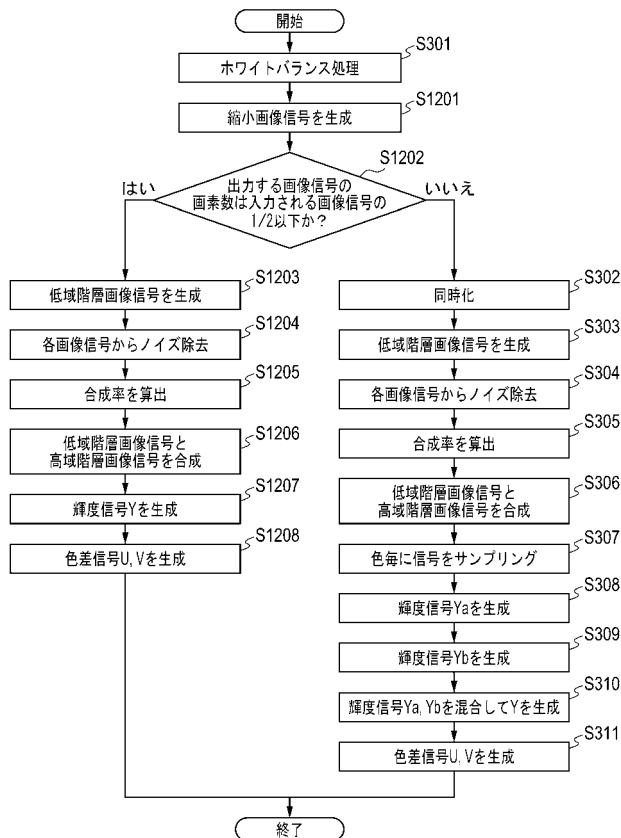 開始
S301
ホワイトバランス処理
S1201
縮小画像信号を生成
S1202
出力する画像信号の
画素数は入力される画像信号の
1/2以下か？
はい
いいえ
S1203
低域階層画像信号を生成
S1204
各画像信号からノイズ除去
S1205
合成率を算出
S1206
低域階層画像信号と
高域階層画像信号を合成
S1207
輝度信号Yを生成
S1208
色差信号U, Vを生成
S302
同時化
S303
低域階層画像信号を生成
S304
各画像信号からノイズ除去
S305
合成率を算出
S306
低域階層画像信号と
高域階層画像信号を合成
S307
色毎に信号をサンプリング
S308
輝度信号Yaを生成
S309
輝度信号Ybを生成
S310
輝度信号Ya, Ybを混合してYを生成
S311
色差信号U, Vを生成
終了